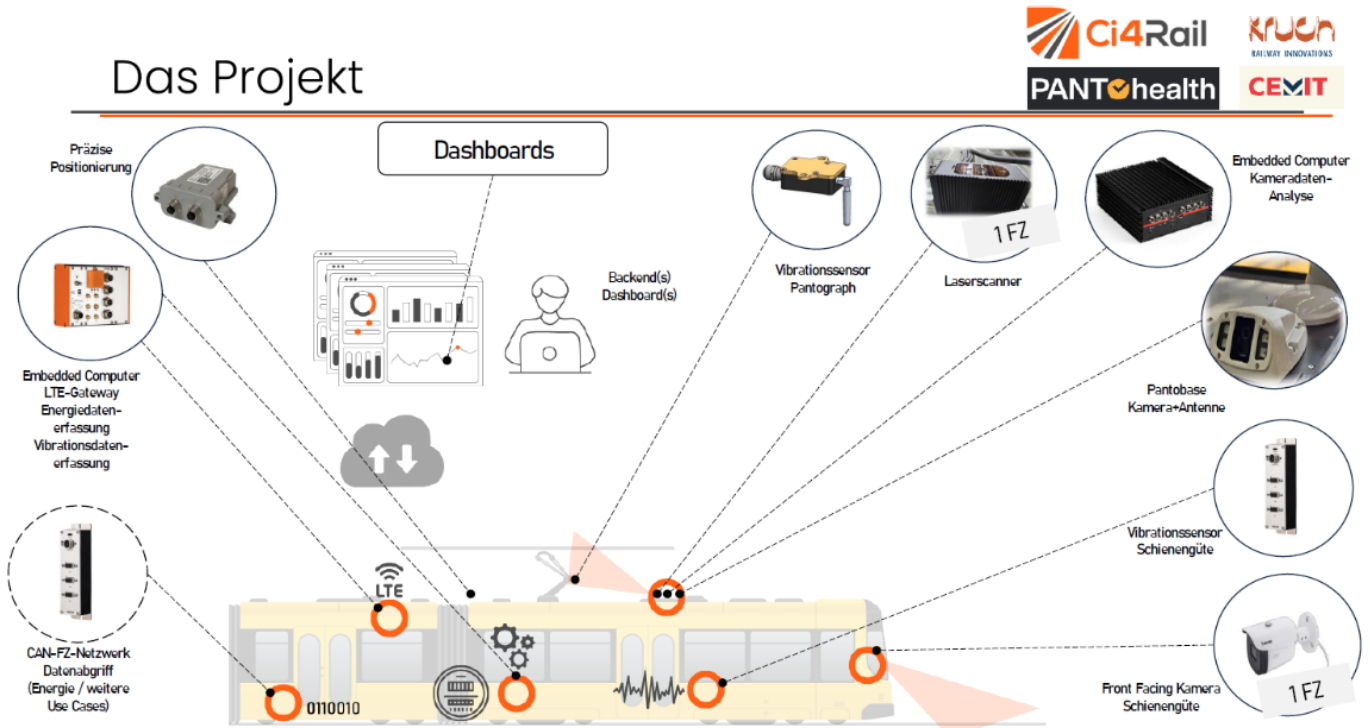 Das Projekt
Ci4Rail
KRUCH
RAILWAY INNOVATIONS
PANTOhealth
CEMIT
Präzise
Positionierung
Dashboards
Embedded Computer
Kameradaten-
Analyse
1 FZ
Vibrationssensor
Pantograph
Laserscanner
Backend(s)
Dashboard(s)
Embedded Computer
LTE-Gateway
Energiedaten-
erfassung
Vibrationsdaten-
erfassung
Pantobase
Kamera+Antenne
Vibrationssensor
Schienengüte
LTE
CAN-FZ-Netzwerk
Datenabgriff
(Energie / weitere
Use Cases)
0110010
Front Facing Kamera
Schienengüte
1 FZ